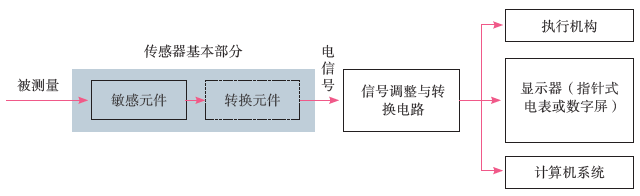 传感器基本部分
被测量
敏感元件
转换元件
电信号
信号调整与转
换电路
执行机构
显示器（指针式
电表或数字屏）
计算机系统